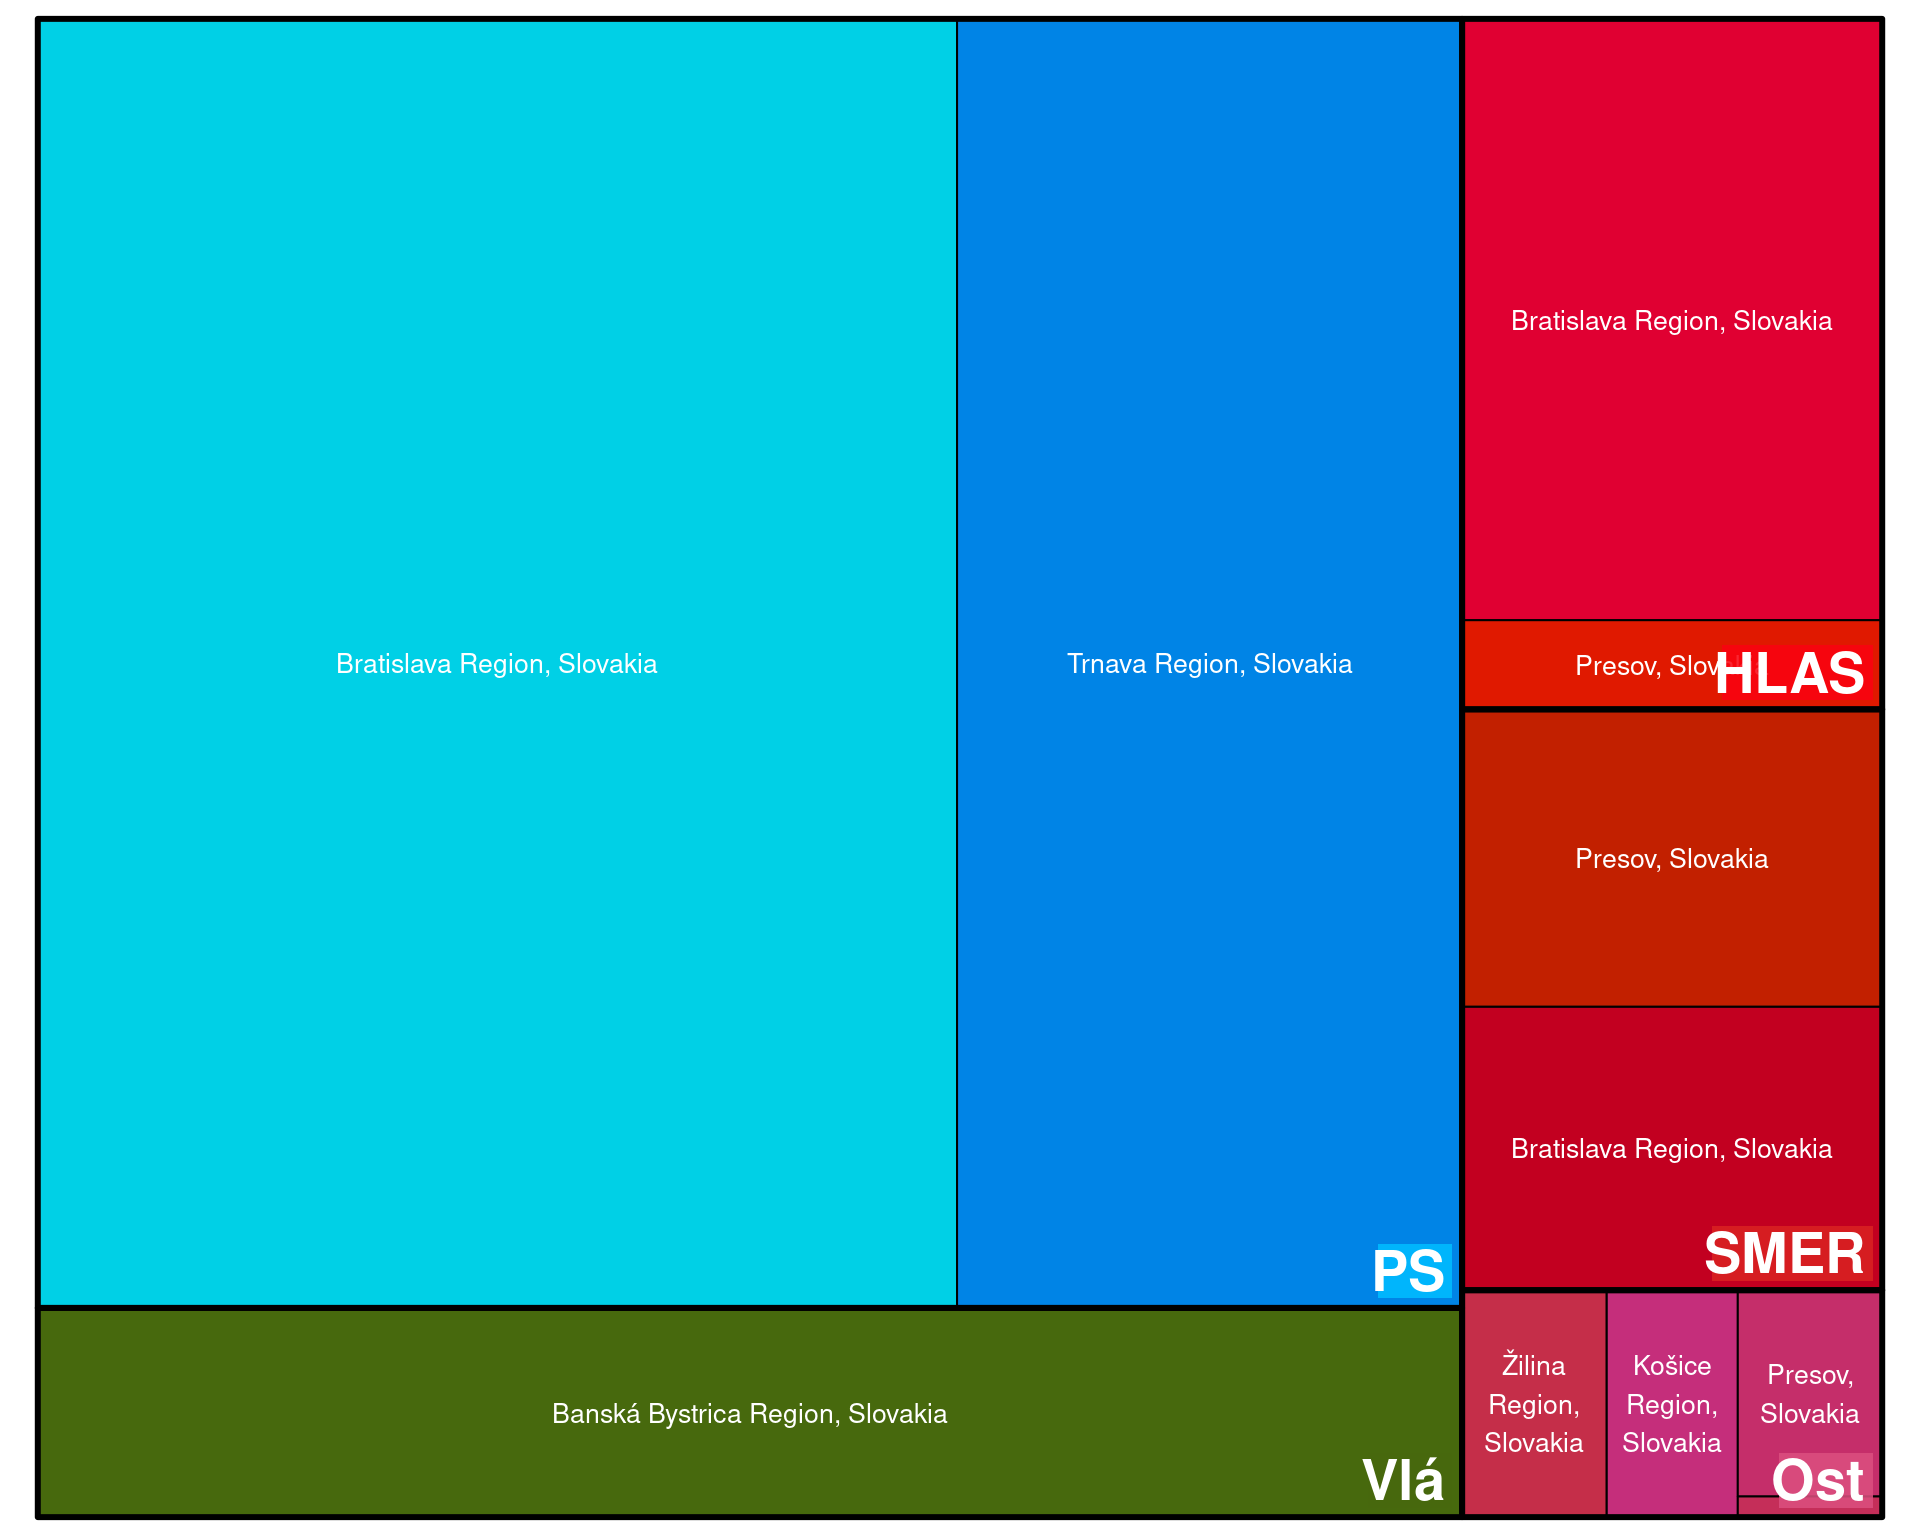 Bratislava Region, Slovakia
Trnava Region, Slovakia
PS
Banská Bystrica Region, Slovakia
Vlá
Bratislava Region, Slovakia
Presov,
HLAS
Presov, Slovakia
Bratislava Region, Slovakia
SMER
Žilina
Region,
Slovakia
Košice
Region,
Slovakia
Presov,
Slovakia
Ost